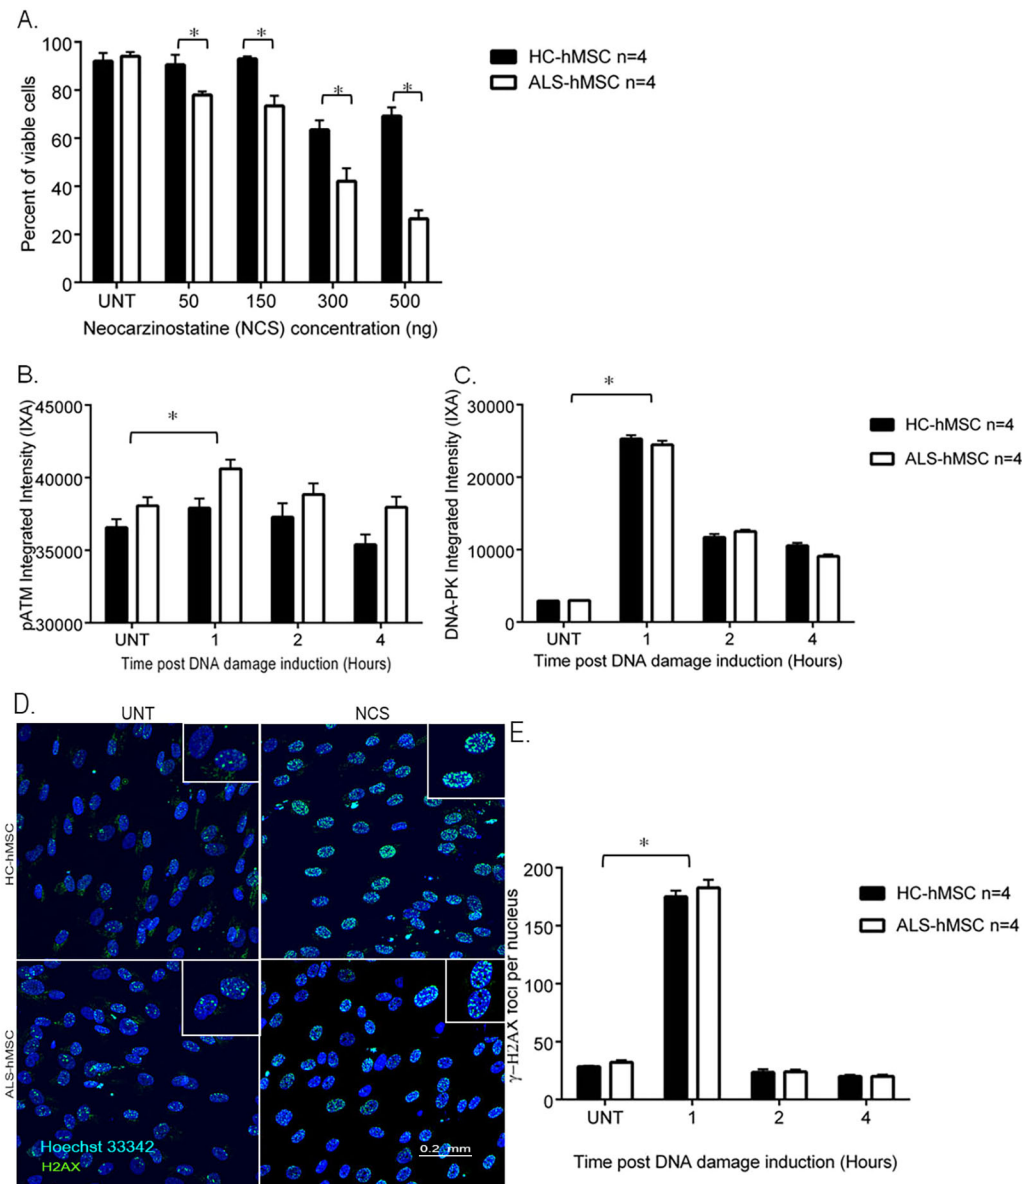 A.
Percent of viable cells
100
80
60
40
20
0
* * * *
UNT 50 150 300 500
Neocarzinostatine (NCS) concentration (ng)
HC-hMSC n=4
ALS-hMSC n=4
B.
pATM Integrated Intensity (IXA)
45000
40000
35000
30000
*
UNT 1 2 4
Time post DNA damage induction (Hours)
C.
DNA-PK Integrated Intensity (IXA)
30000
20000
10000
0
*
UNT 1 2 4
Time post DNA damage induction (Hours)
HC-hMSC n=4
ALS-hMSC n=4
D.
UNT NCS
HC-hMSC
ALS-hMSC
Hoechst 33342
H2AX
0.2 mm
E.
γ-H2AX foci per nucleus
200
150
100
50
0
*
UNT 1 2 4
Time post DNA damage induction (Hours)
HC-hMSC n=4
ALS-hMSC n=4